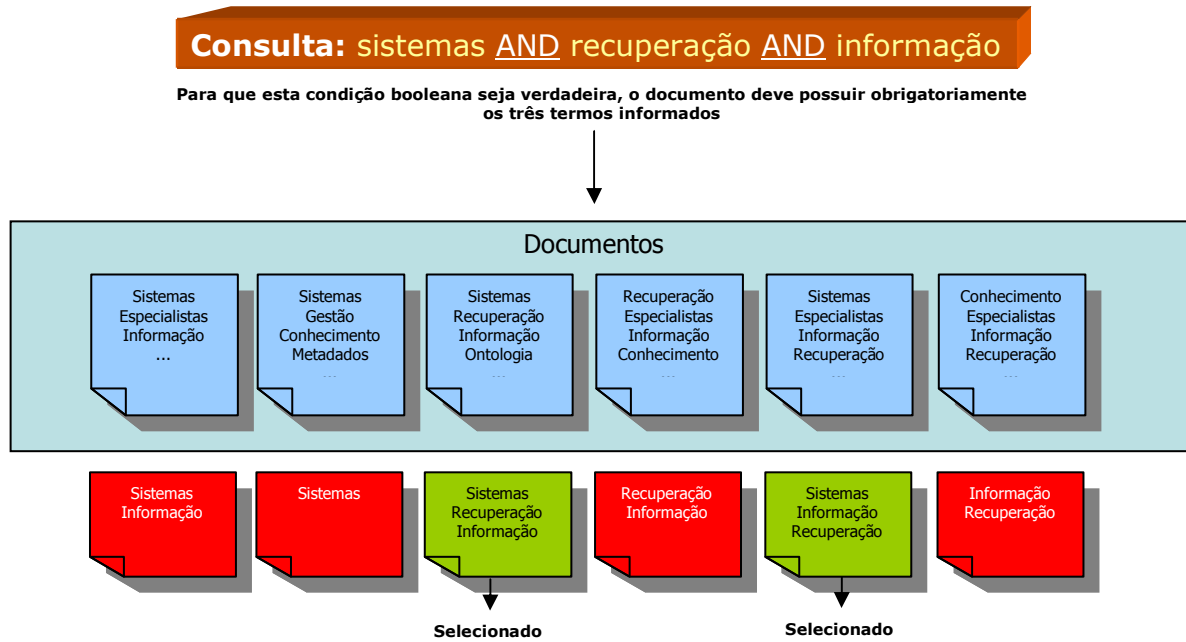 Consulta: sistemas AND recuperação AND informação
Para que esta condição booleana seja verdadeira, o documento deve possuir obrigatoriamente
os três termos informados
Documentos
Sistemas
Especialistas
Informação
...
Sistemas
Gestão
Conhecimento
Metadados
...
Sistemas
Recuperação
Informação
Ontologia
...
Recuperação
Especialistas
Informação
Conhecimento
...
Sistemas
Especialistas
Informação
Recuperação
...
Conhecimento
Especialistas
Informação
Recuperação
...
Sistemas
Informação
Sistemas
Sistemas
Recuperação
Informação
Recuperação
Informação
Sistemas
Informação
Recuperação
Informação
Recuperação
Selecionado
Selecionado